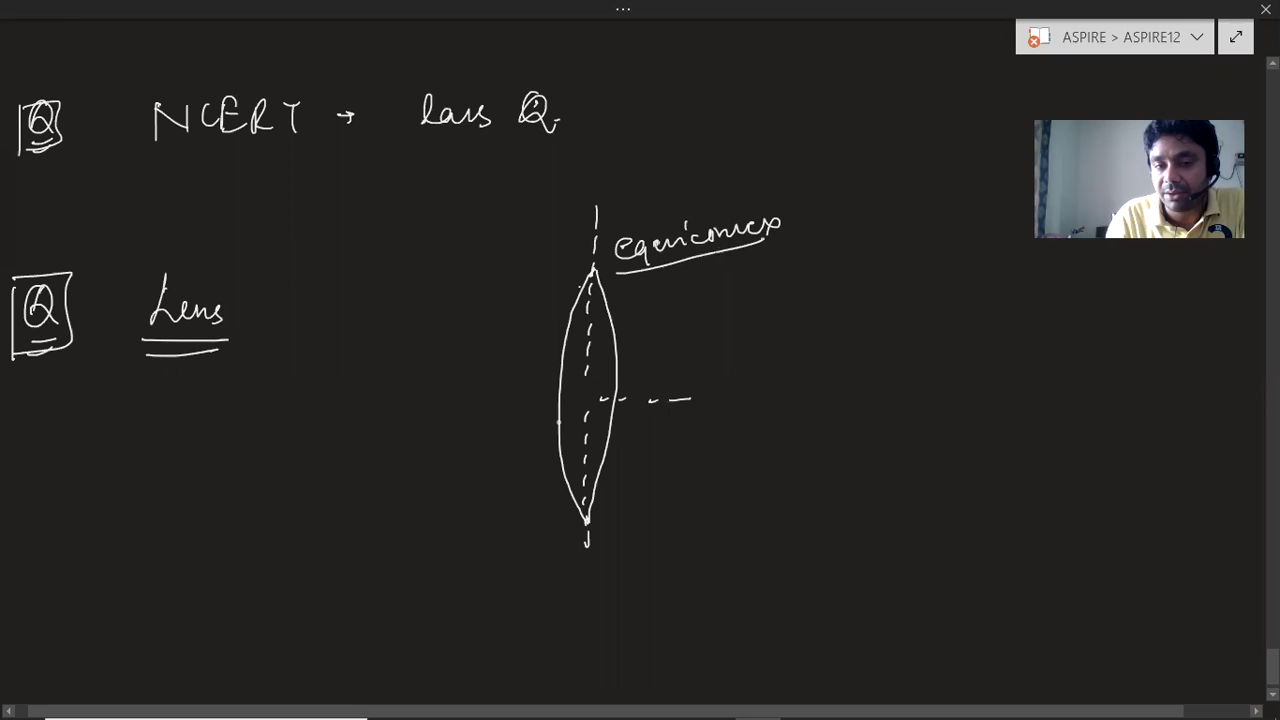 ASPIRE > ASPIRE12
Q NCERT → last Q.
equiconvex
Q Lens